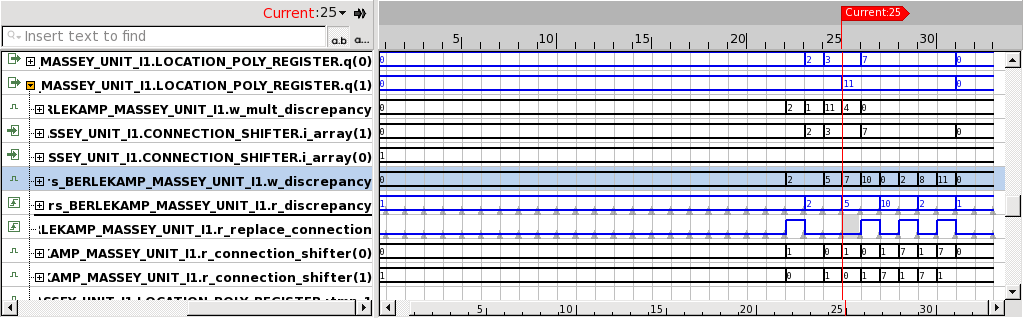 Current:25
Current:25
Insert text to find
a.b
a...
5 10 15 20 25 30
MASSEY_UNIT_I1.LOCATION_POLY_REGISTER.q(0) 0 2 3 7 0
_MASSEY_UNIT_I1.LOCATION_POLY_REGISTER.q(1) 0 11 0
RLEKAMP_MASSEY_UNIT_I1.w_mult_discrepancy 0 2 1 11 4 0
.SSEY_UNIT_I1.CONNECTION_SHIFTER.i_array(1) 0 2 3 7 0
SSEY_UNIT_I1.CONNECTION_SHIFTER.i_array(0) 1
's_BERLEKAMP_MASSEY_UNIT_I1.w_discrepancy 0 2 5 7 10 0 2 8 11 0
rs_BERLEKAMP_MASSEY_UNIT_I1.r_discrepancy 1 2 5 10 2 1
LEKAMP_MASSEY_UNIT_I1.r_replace_connection
KAMP_MASSEY_UNIT_I1.r_connection_shifter(0) 0 1 0 1 0 1 7 1 7 0
KAMP_MASSEY_UNIT_I1.r_connection_shifter(1) 1 0 1 0 1 7 1 7 1
5 10 15 20 25 30